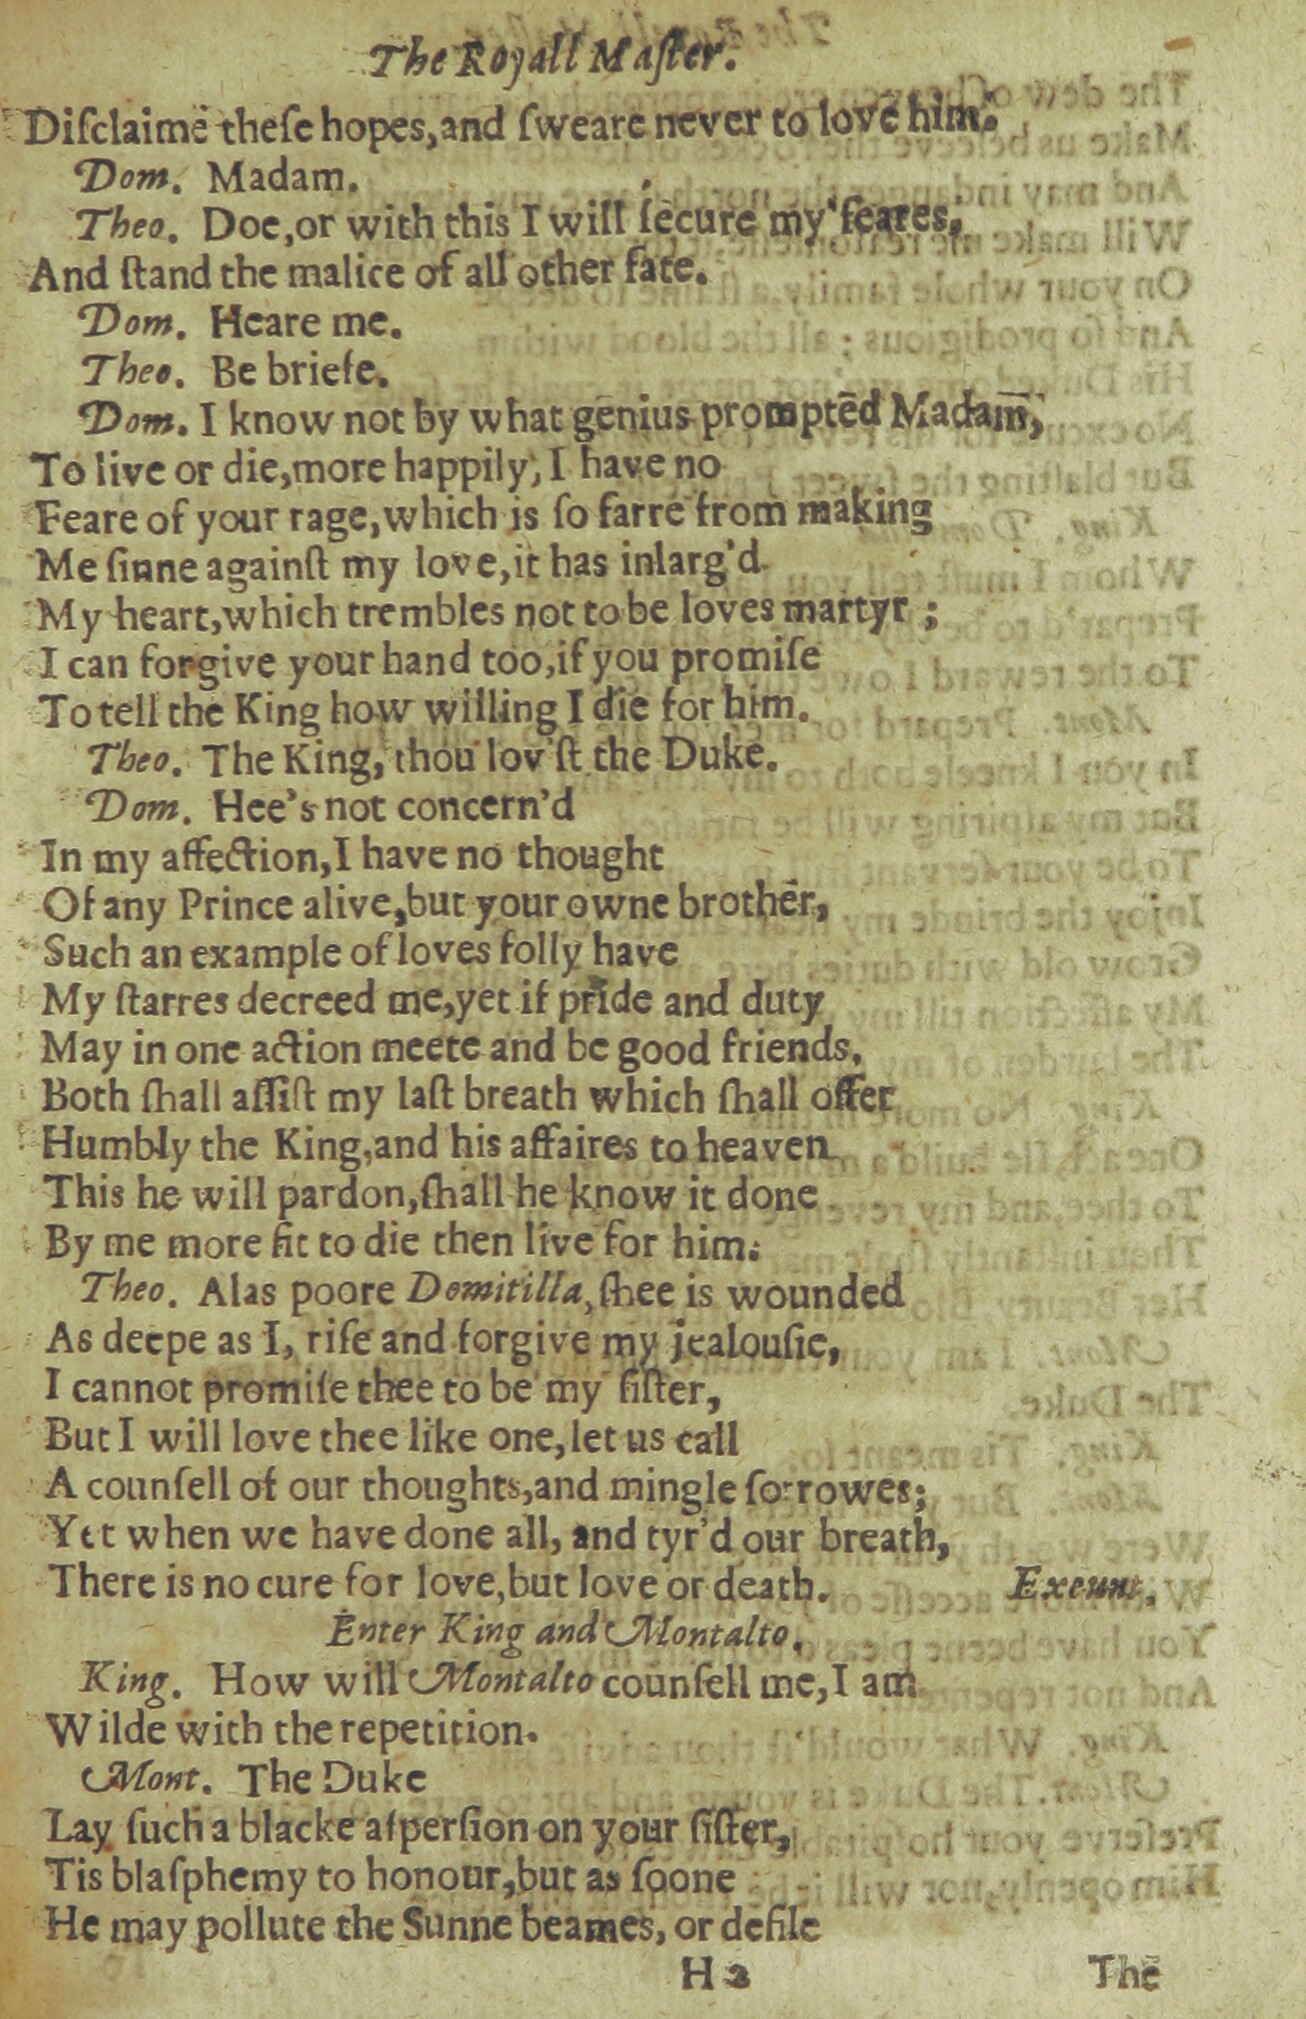 The Royall Maſter.
Diſclaime theſe hopes,and ſweare never to love him.
Dom. Madam.
Theo. Doe,or with this I will ſecure my feares,
And ſtand the malice of all other fate.
Dom. Heare me.
Theo. Be briefe.
Dom. I know not by what genius prompted Madam,
To live or die,more happily, I have no
Feare of your rage,which is ſo farre from making
Me ſinne againſt my love,it has inlarg'd
My heart,which trembles not to be loves martyr ;
I can forgive your hand too,if you promiſe
To tell the King how willing I die for him.
Theo. The King, thou lov'ſt the Duke.
Dom. Hee's not concern'd
In my affection,I have no thought
Of any Prince alive,but your owne brother,
Such an example of loves folly have
My ſtarres decreed me,yet if pride and duty
May in one action meete and be good friends,
Both ſhall aſſiſt my laſt breath which ſhall offer
Humbly the King,and his affaires to heaven
This he will pardon,ſhall he know it done
By me more fit to die then live for him.
Theo. Alas poore Domitilla,ſhee is wounded
As deepe as I, riſe and forgive my jealouſie,
I cannot promiſe thee to be my ſiſter,
But I will love thee like one,let us call
A counſell of our thoughts,and mingle ſorrowes;
Yet when we have done all, and tyr'd our breath,
There is no cure for love,but love or death. Exeunt.
Enter King and Montalto.
King. How will Montalto counſell me,I am
Wilde with the repetition.
Mont. The Duke
Lay ſuch a blacke aſperſion on your ſiſter,
Tis blaſphemy to honour,but as ſoone
He may pollute the Sunne beames, or defile
H 2 The